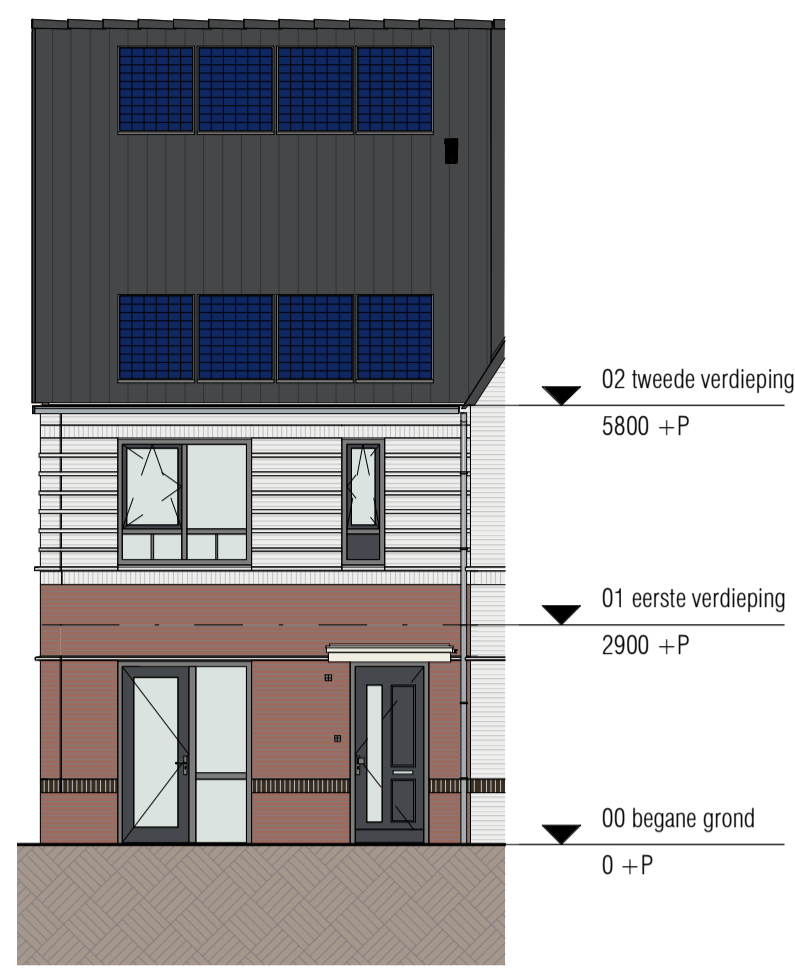 02 tweede verdieping
5800 +P
01 eerste verdieping
2900 +P
00 begane grond
0 +P